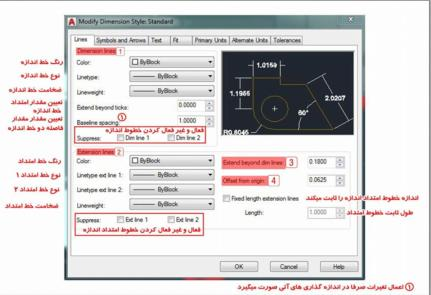 Modify Dimension Style: Standard
Lines Symbols and Arrows Text Fit Primary Units Alternate Units Tolerances
Dimension lines 1
رنگ خط اندازه Color: ByBlock
نوع خط اندازه Linetype: ByBlock
ضخامت خط اندازه Lineweight: ByBlock
تعیین مقدار امتداد خط اندازه Extend beyond ticks: 0.0000
تعیین مقدار مقدار فاصله دو خط اندازه Baseline spacing: ① 1.0000
فعال و غیر فعال کردن خطوط اندازه
Suppress: Dim line 1 Dim line 2
1.0159
1.1955
2.0207
60°
R0.8045
Extension lines 2
رنگ خط امتداد Color: ByBlock
نوع خط امتداد ۱ Linetype ext line 1: ByBlock
نوع خط امتداد ۲ Linetype ext line 2: ByBlock
ضخامت خط امتداد Lineweight: ByBlock
Suppress: Ext line 1 Ext line 2
فعال و غیر فعال کردن خطوط امتداد اندازه
Extend beyond dim lines: 3 0.1800
Offset from origin: 4 0.0625
Fixed length extension lines اندازه خطوط امتداد اندازه را ثابت میکند
Length: 1.0000 طول ثابت خطوط امتداد
OK Cancel Help
① اعمال تغیرات صرفا در اندازه گذاری های آتی صورت میگیرد